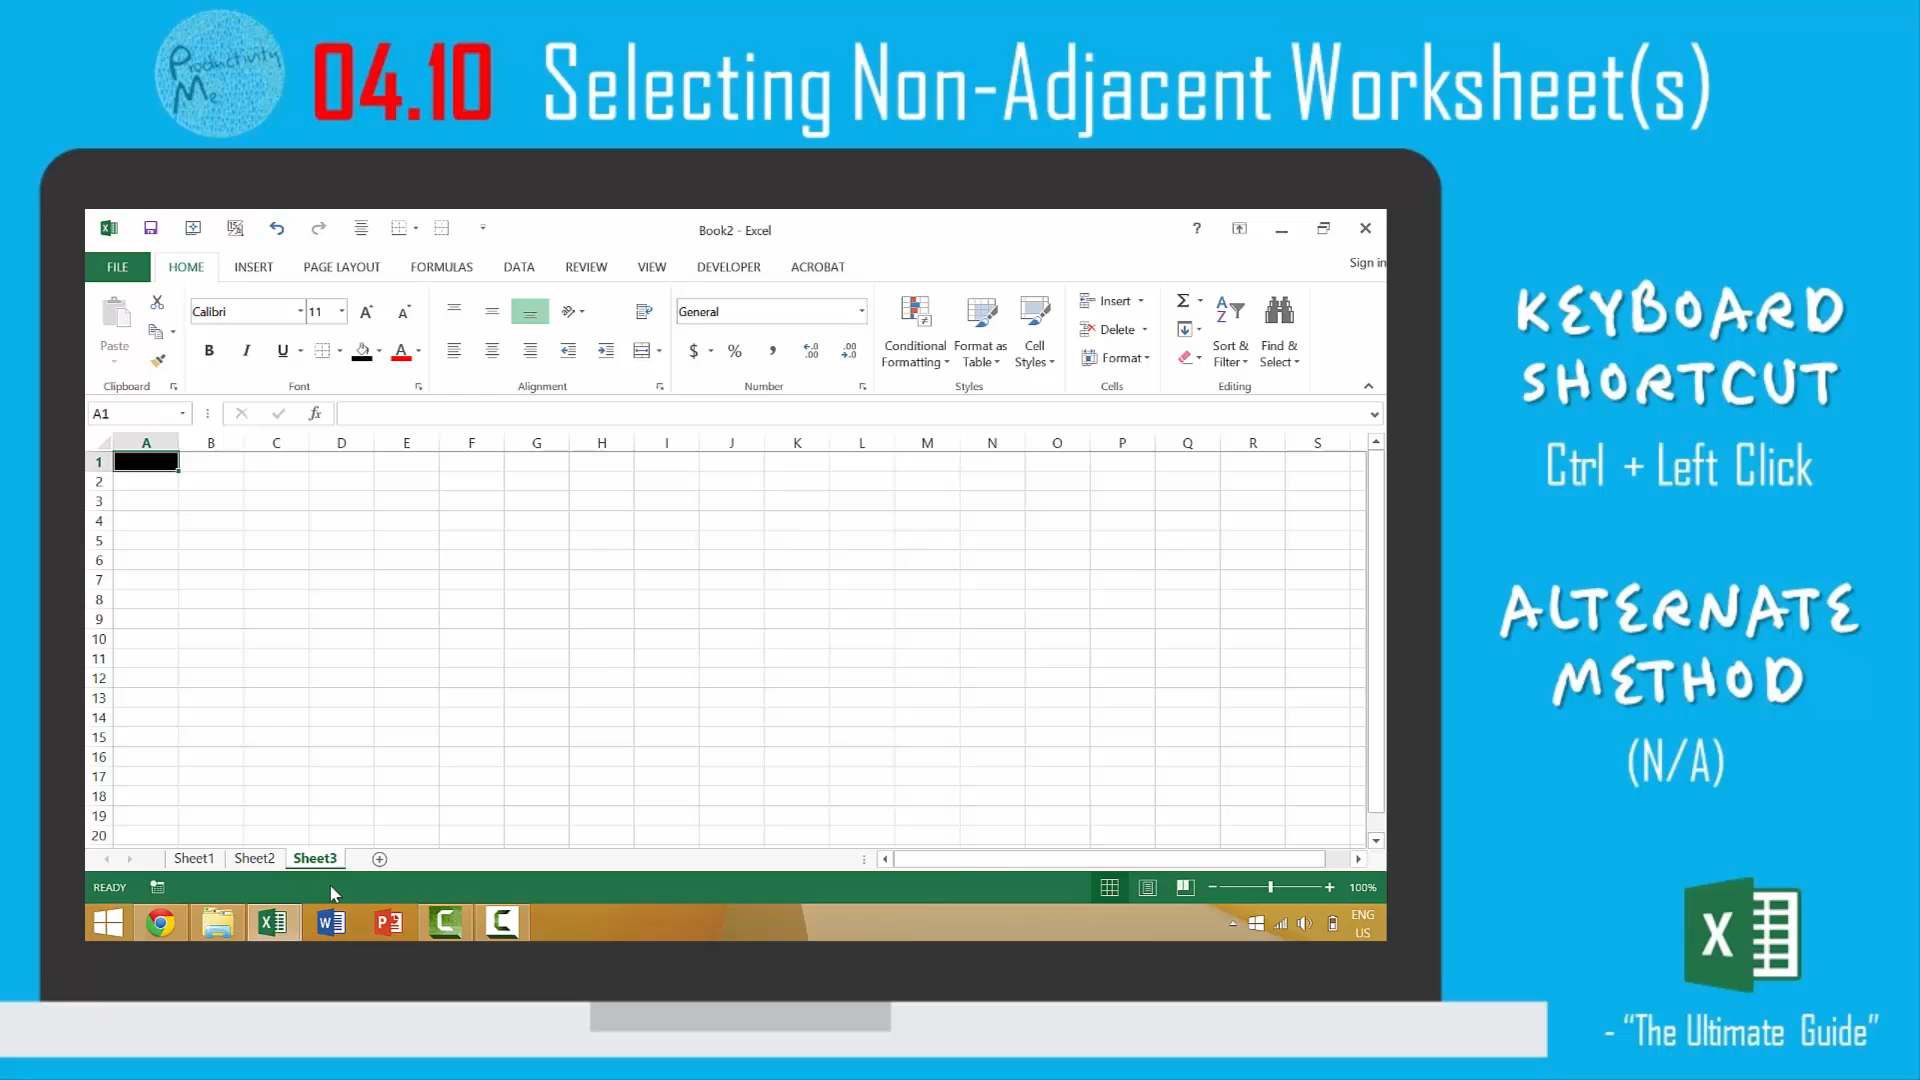 Productivity
Me
04.10 Selecting Non-Adjacent Worksheet(s)
Book2 - Excel
?
FILE HOME INSERT PAGE LAYOUT FORMULAS DATA REVIEW VIEW DEVELOPER ACROBAT Sign in
Calibri 11 General
Paste B I U A $ % , Conditional Formatting Format as Table Cell Styles
Insert
Delete
Format
Sort & Filter Find & Select
Clipboard Font Alignment Number Styles Cells Editing
A1 fx
A B C D E F G H I J K L M N O P Q R S
1
2
3
4
5
6
7
8
9
10
11
12
13
14
15
16
17
18
19
20
Sheet1 Sheet2 Sheet3
READY 100%
ENG
US
KEYBOARD
SHORTCUT
Ctrl + Left Click
ALTERNATE
METHOD
(N/A)
- “The Ultimate Guide”